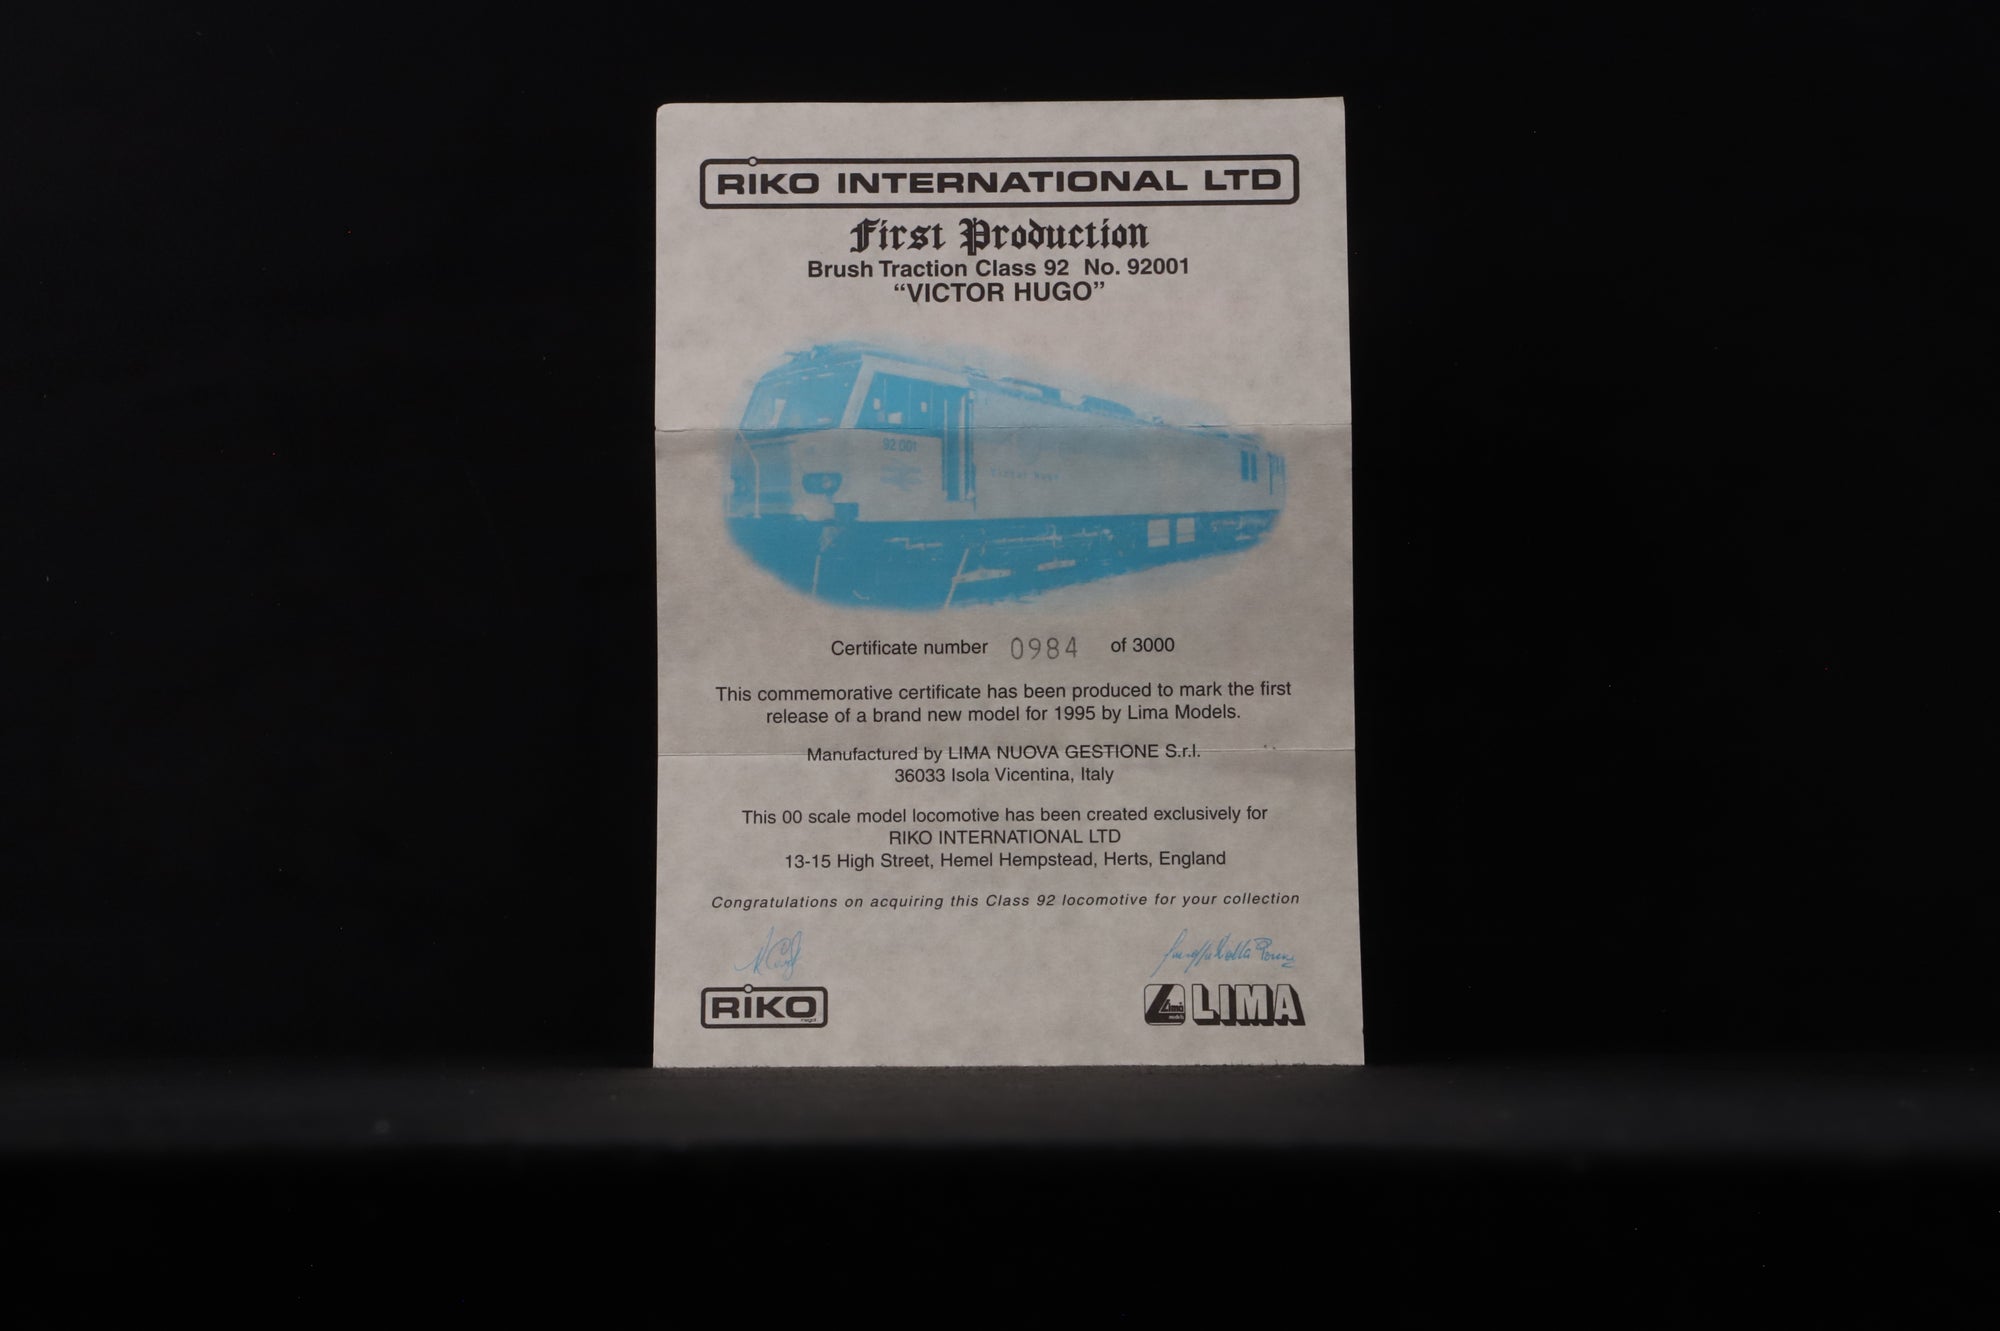 RIKO INTERNATIONAL LTD
First Production
Brush Traction Class 92 No. 92001
“VICTOR HUGO”
92 001
VICTOR HUGO
Certificate number 0984 of 3000
This commemorative certificate has been produced to mark the first
release of a brand new model for 1995 by Lima Models.
Manufactured by LIMA NUOVA GESTIONE S.r.l.
36033 Isola Vicentina, Italy
This 00 scale model locomotive has been created exclusively for
RIKO INTERNATIONAL LTD
13-15 High Street, Hemel Hempstead, Herts, England
Congratulations on acquiring this Class 92 locomotive for your collection
RIKO
Lima
models
LIMA